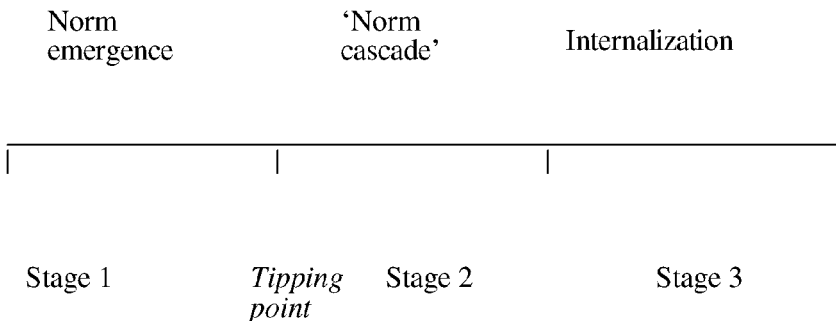 Norm
emergence
‘Norm
cascade’
Internalization
Stage 1
Tipping
point
Stage 2
Stage 3